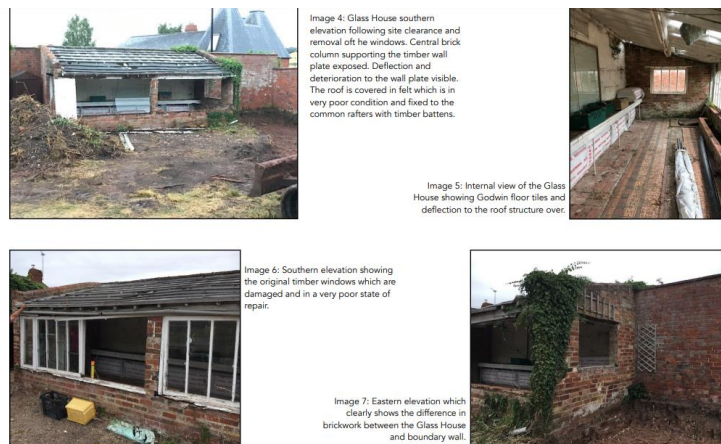 Image 4: Glass House southern
elevation following site clearance and
removal oft he windows. Central brick
column supporting the timber wall
plate exposed. Deflection and
deterioration to the wall plate visible.
The roof is covered in felt which is in
very poor condition and fixed to the
common rafters with timber battens.
Image 5: Internal view of the Glass
House showing Godwin floor tiles and
deflection to the roof structure over.
Image 6: Southern elevation showing
the original timber windows which are
damaged and in a very poor state of
repair.
Image 7: Eastern elevation which
clearly shows the difference in
brickwork between the Glass House
and boundary wall.